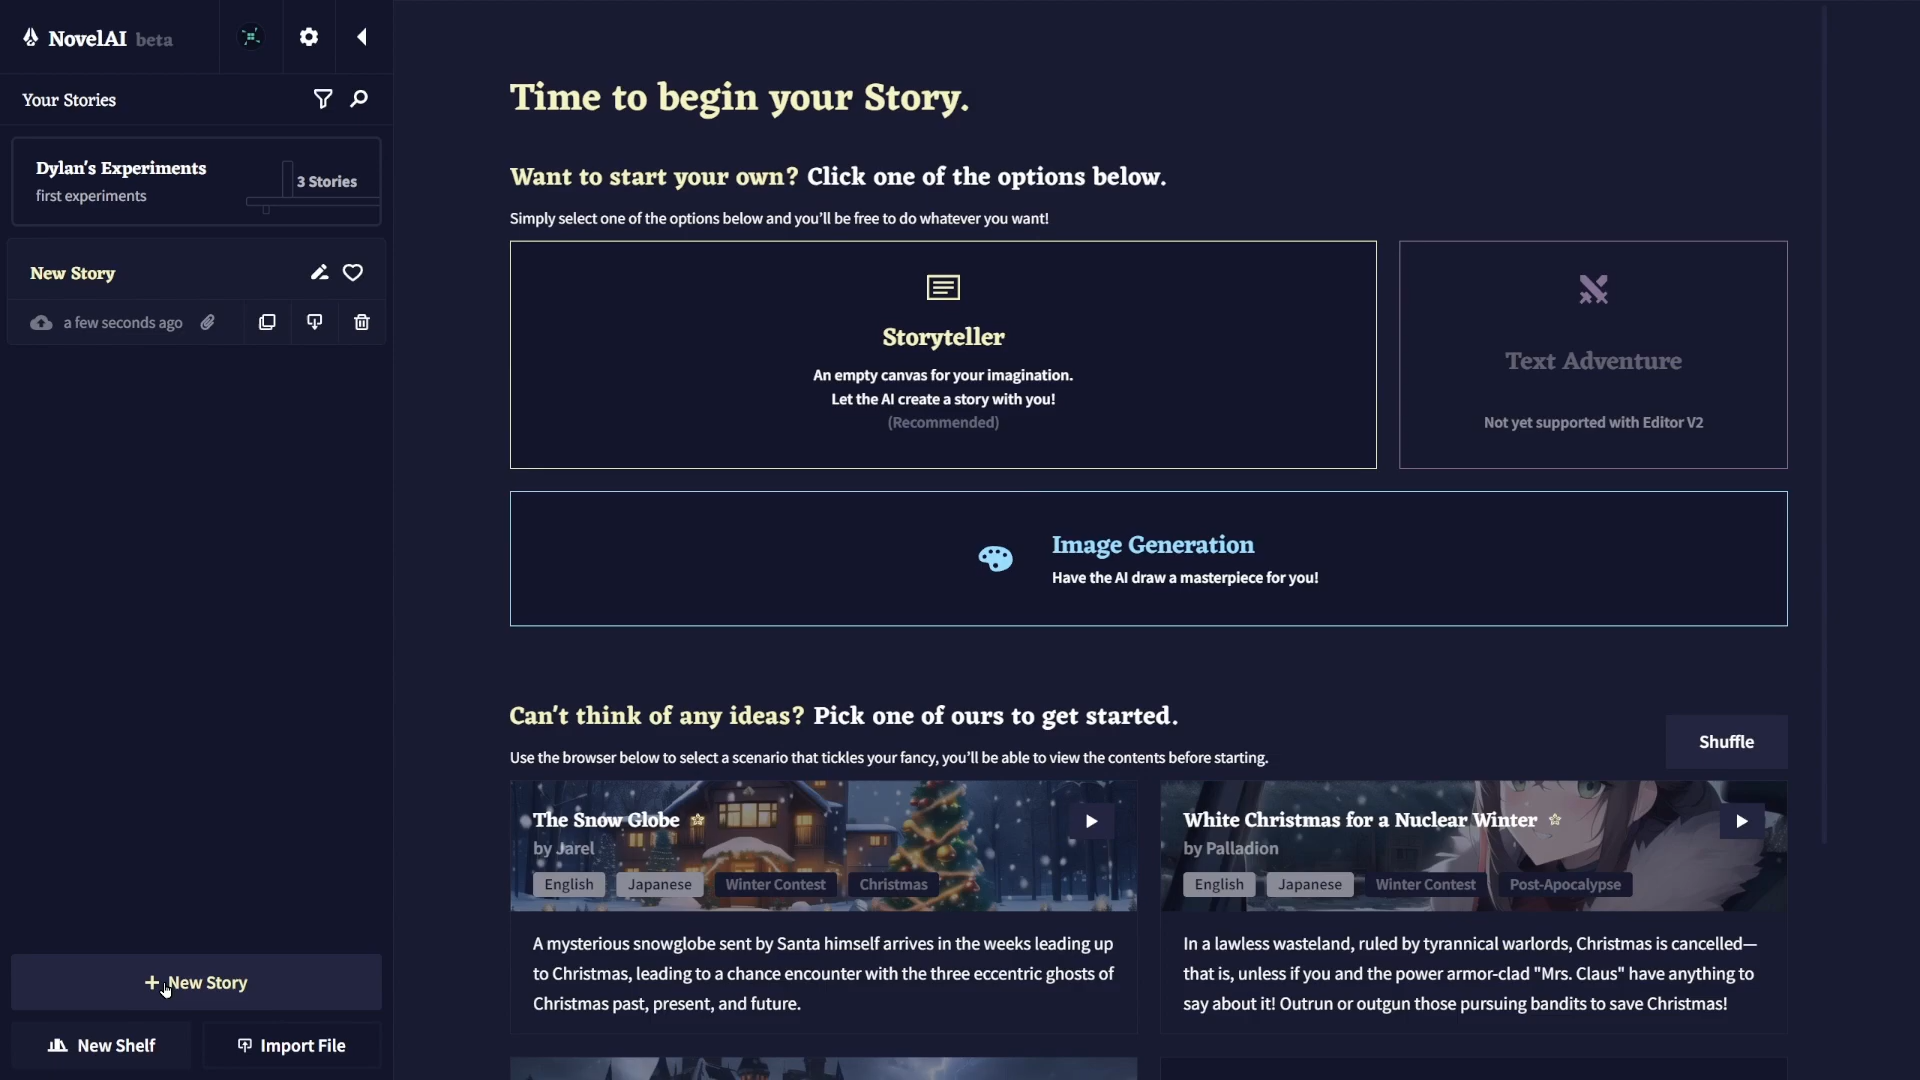 NovelAI beta
Your Stories
Dylan's Experiments
first experiments
3 Stories
New Story
a few seconds ago
+ New Story
New Shelf
Import File
Time to begin your Story.
Want to start your own? Click one of the options below.
Simply select one of the options below and you'll be free to do whatever you want!
Storyteller
An empty canvas for your imagination.
Let the AI create a story with you!
(Recommended)
Text Adventure
Not yet supported with Editor V2
Image Generation
Have the AI draw a masterpiece for you!
Can't think of any ideas? Pick one of ours to get started.
Use the browser below to select a scenario that tickles your fancy, you'll be able to view the contents before starting.
Shuffle
The Snow Globe
by Jarel
English Japanese Winter Contest Christmas
A mysterious snowglobe sent by Santa himself arrives in the weeks leading up
to Christmas, leading to a chance encounter with the three eccentric ghosts of
Christmas past, present, and future.
White Christmas for a Nuclear Winter
by Palladion
English Japanese Winter Contest Post-Apocalypse
In a lawless wasteland, ruled by tyrannical warlords, Christmas is cancelled—
that is, unless if you and the power armor-clad "Mrs. Claus" have anything to
say about it! Outrun or outgun those pursuing bandits to save Christmas!